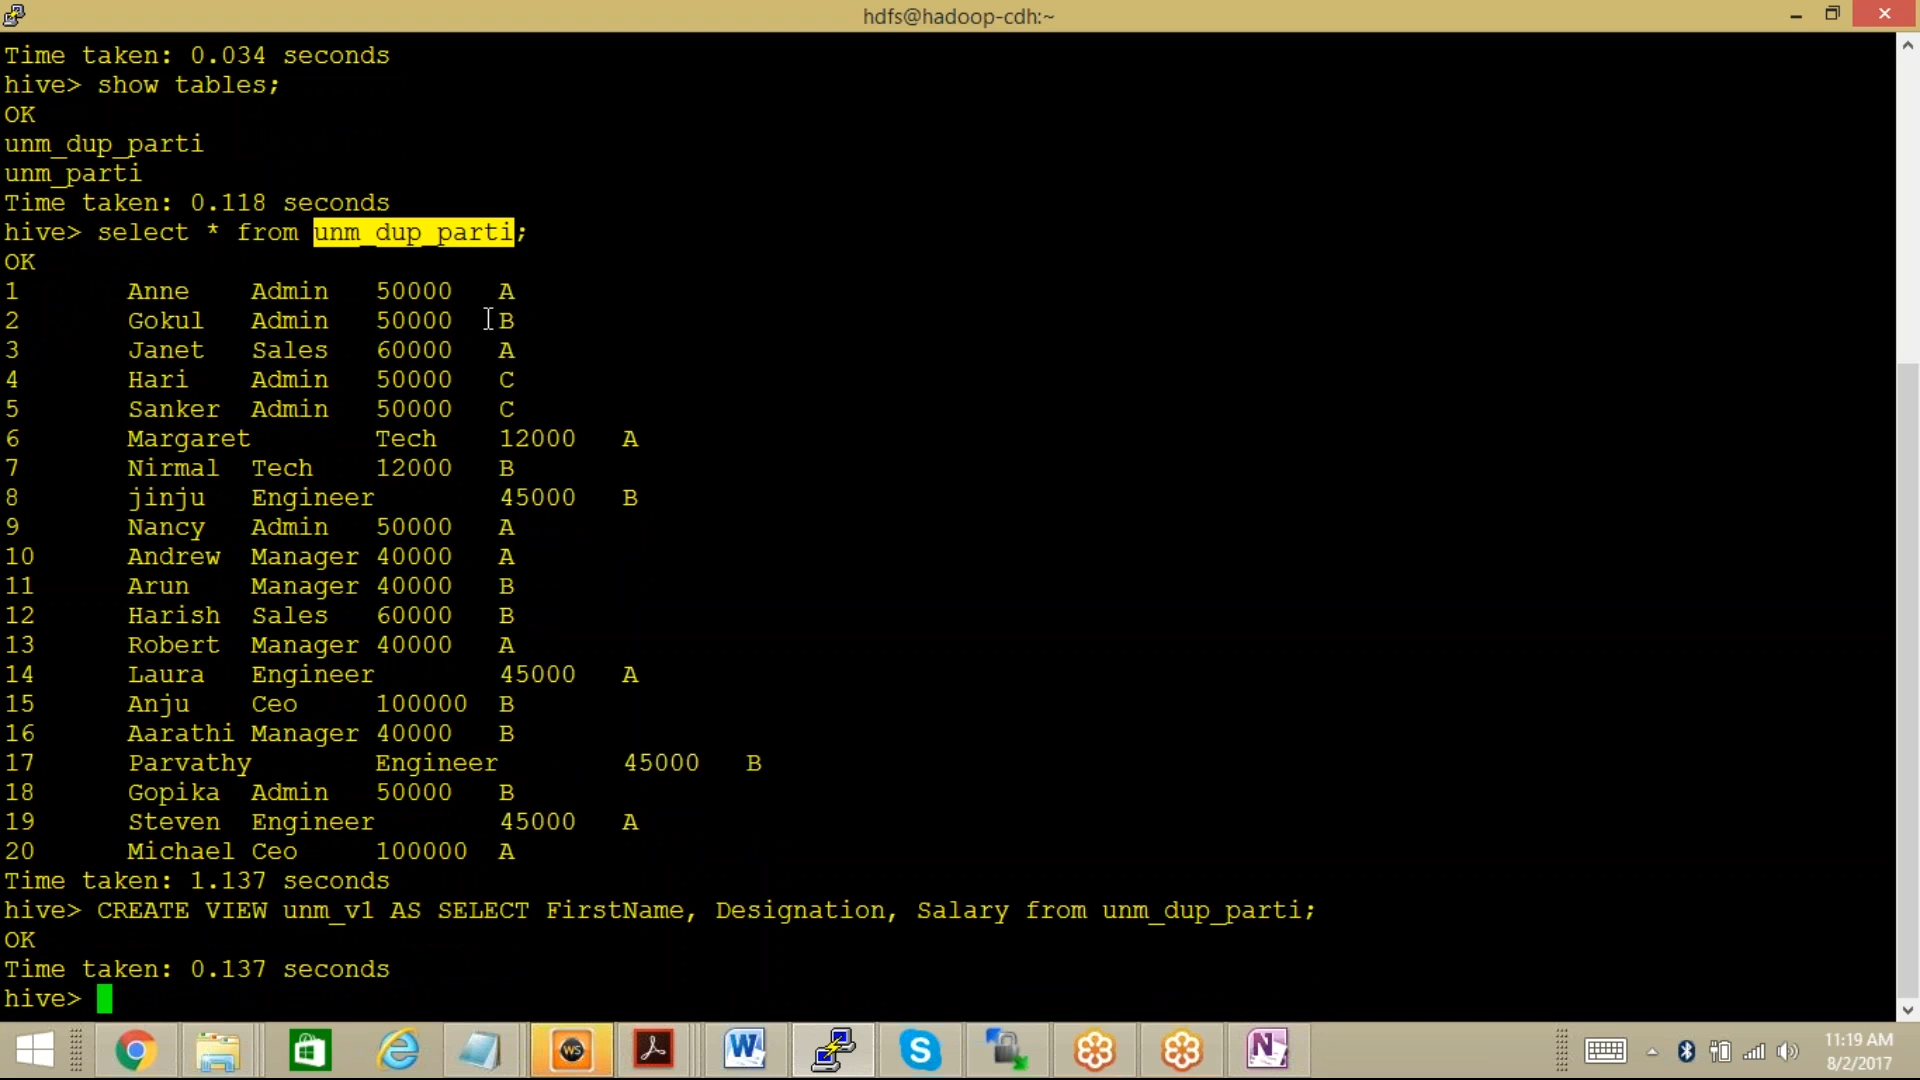 hdfs@hadoop-cdh:~
Time taken: 0.034 seconds
hive> show tables;
OK
unm_dup_parti
unm_parti
Time taken: 0.118 seconds
hive> select * from unm_dup_parti;
OK
1 Anne Admin 50000 A
2 Gokul Admin 50000 B
3 Janet Sales 60000 A
4 Hari Admin 50000 C
5 Sanker Admin 50000 C
6 Margaret Tech 12000 A
7 Nirmal Tech 12000 B
8 jinju Engineer 45000 B
9 Nancy Admin 50000 A
10 Andrew Manager 40000 A
11 Arun Manager 40000 B
12 Harish Sales 60000 B
13 Robert Manager 40000 A
14 Laura Engineer 45000 A
15 Anju Ceo 100000 B
16 Aarathi Manager 40000 B
17 Parvathy Engineer 45000 B
18 Gopika Admin 50000 B
19 Steven Engineer 45000 A
20 Michael Ceo 100000 A
Time taken: 1.137 seconds
hive> CREATE VIEW unm_v1 AS SELECT FirstName, Designation, Salary from unm_dup_parti;
OK
Time taken: 0.137 seconds
hive>
11:19 AM
8/2/2017